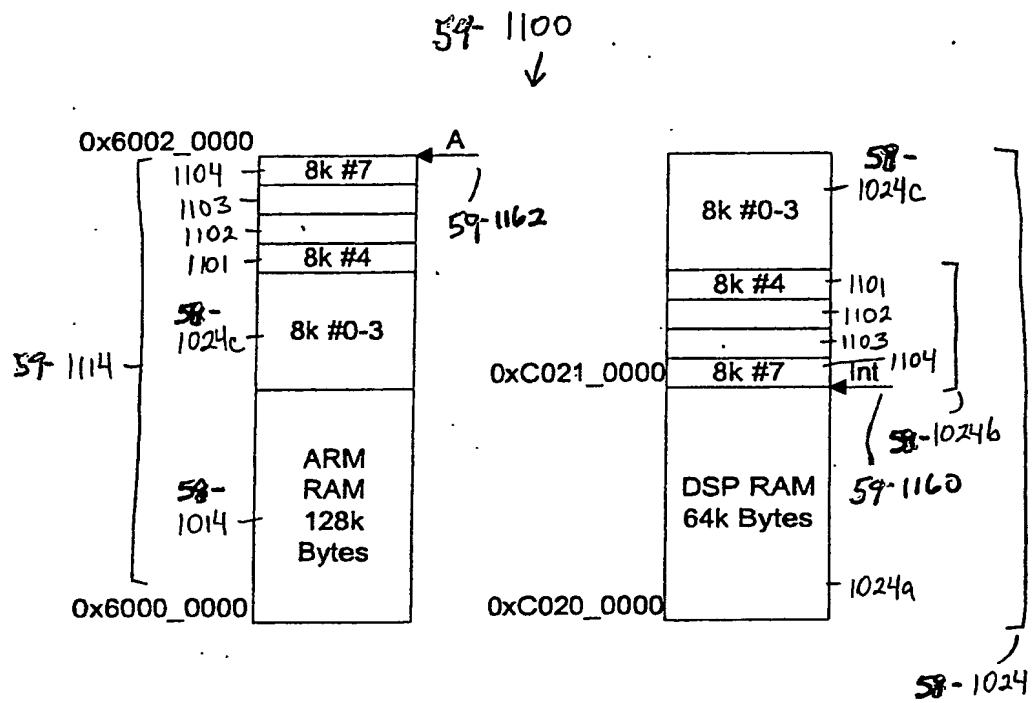 59-1100
0x6002_0000
A
1104
8k #7
1103
1102
1101
8k #4
59-1162
58-
1024c
8k #0-3
59-1114
58-
1014
ARM
RAM
128k
Bytes
0x6000_0000
8k #0-3
58-
1024c
8k #4
1101
1102
1103
0xC021_0000
8k #7
Int
1104
58-1024b
59-1160
DSP RAM
64k Bytes
1024a
0xC020_0000
58-1024